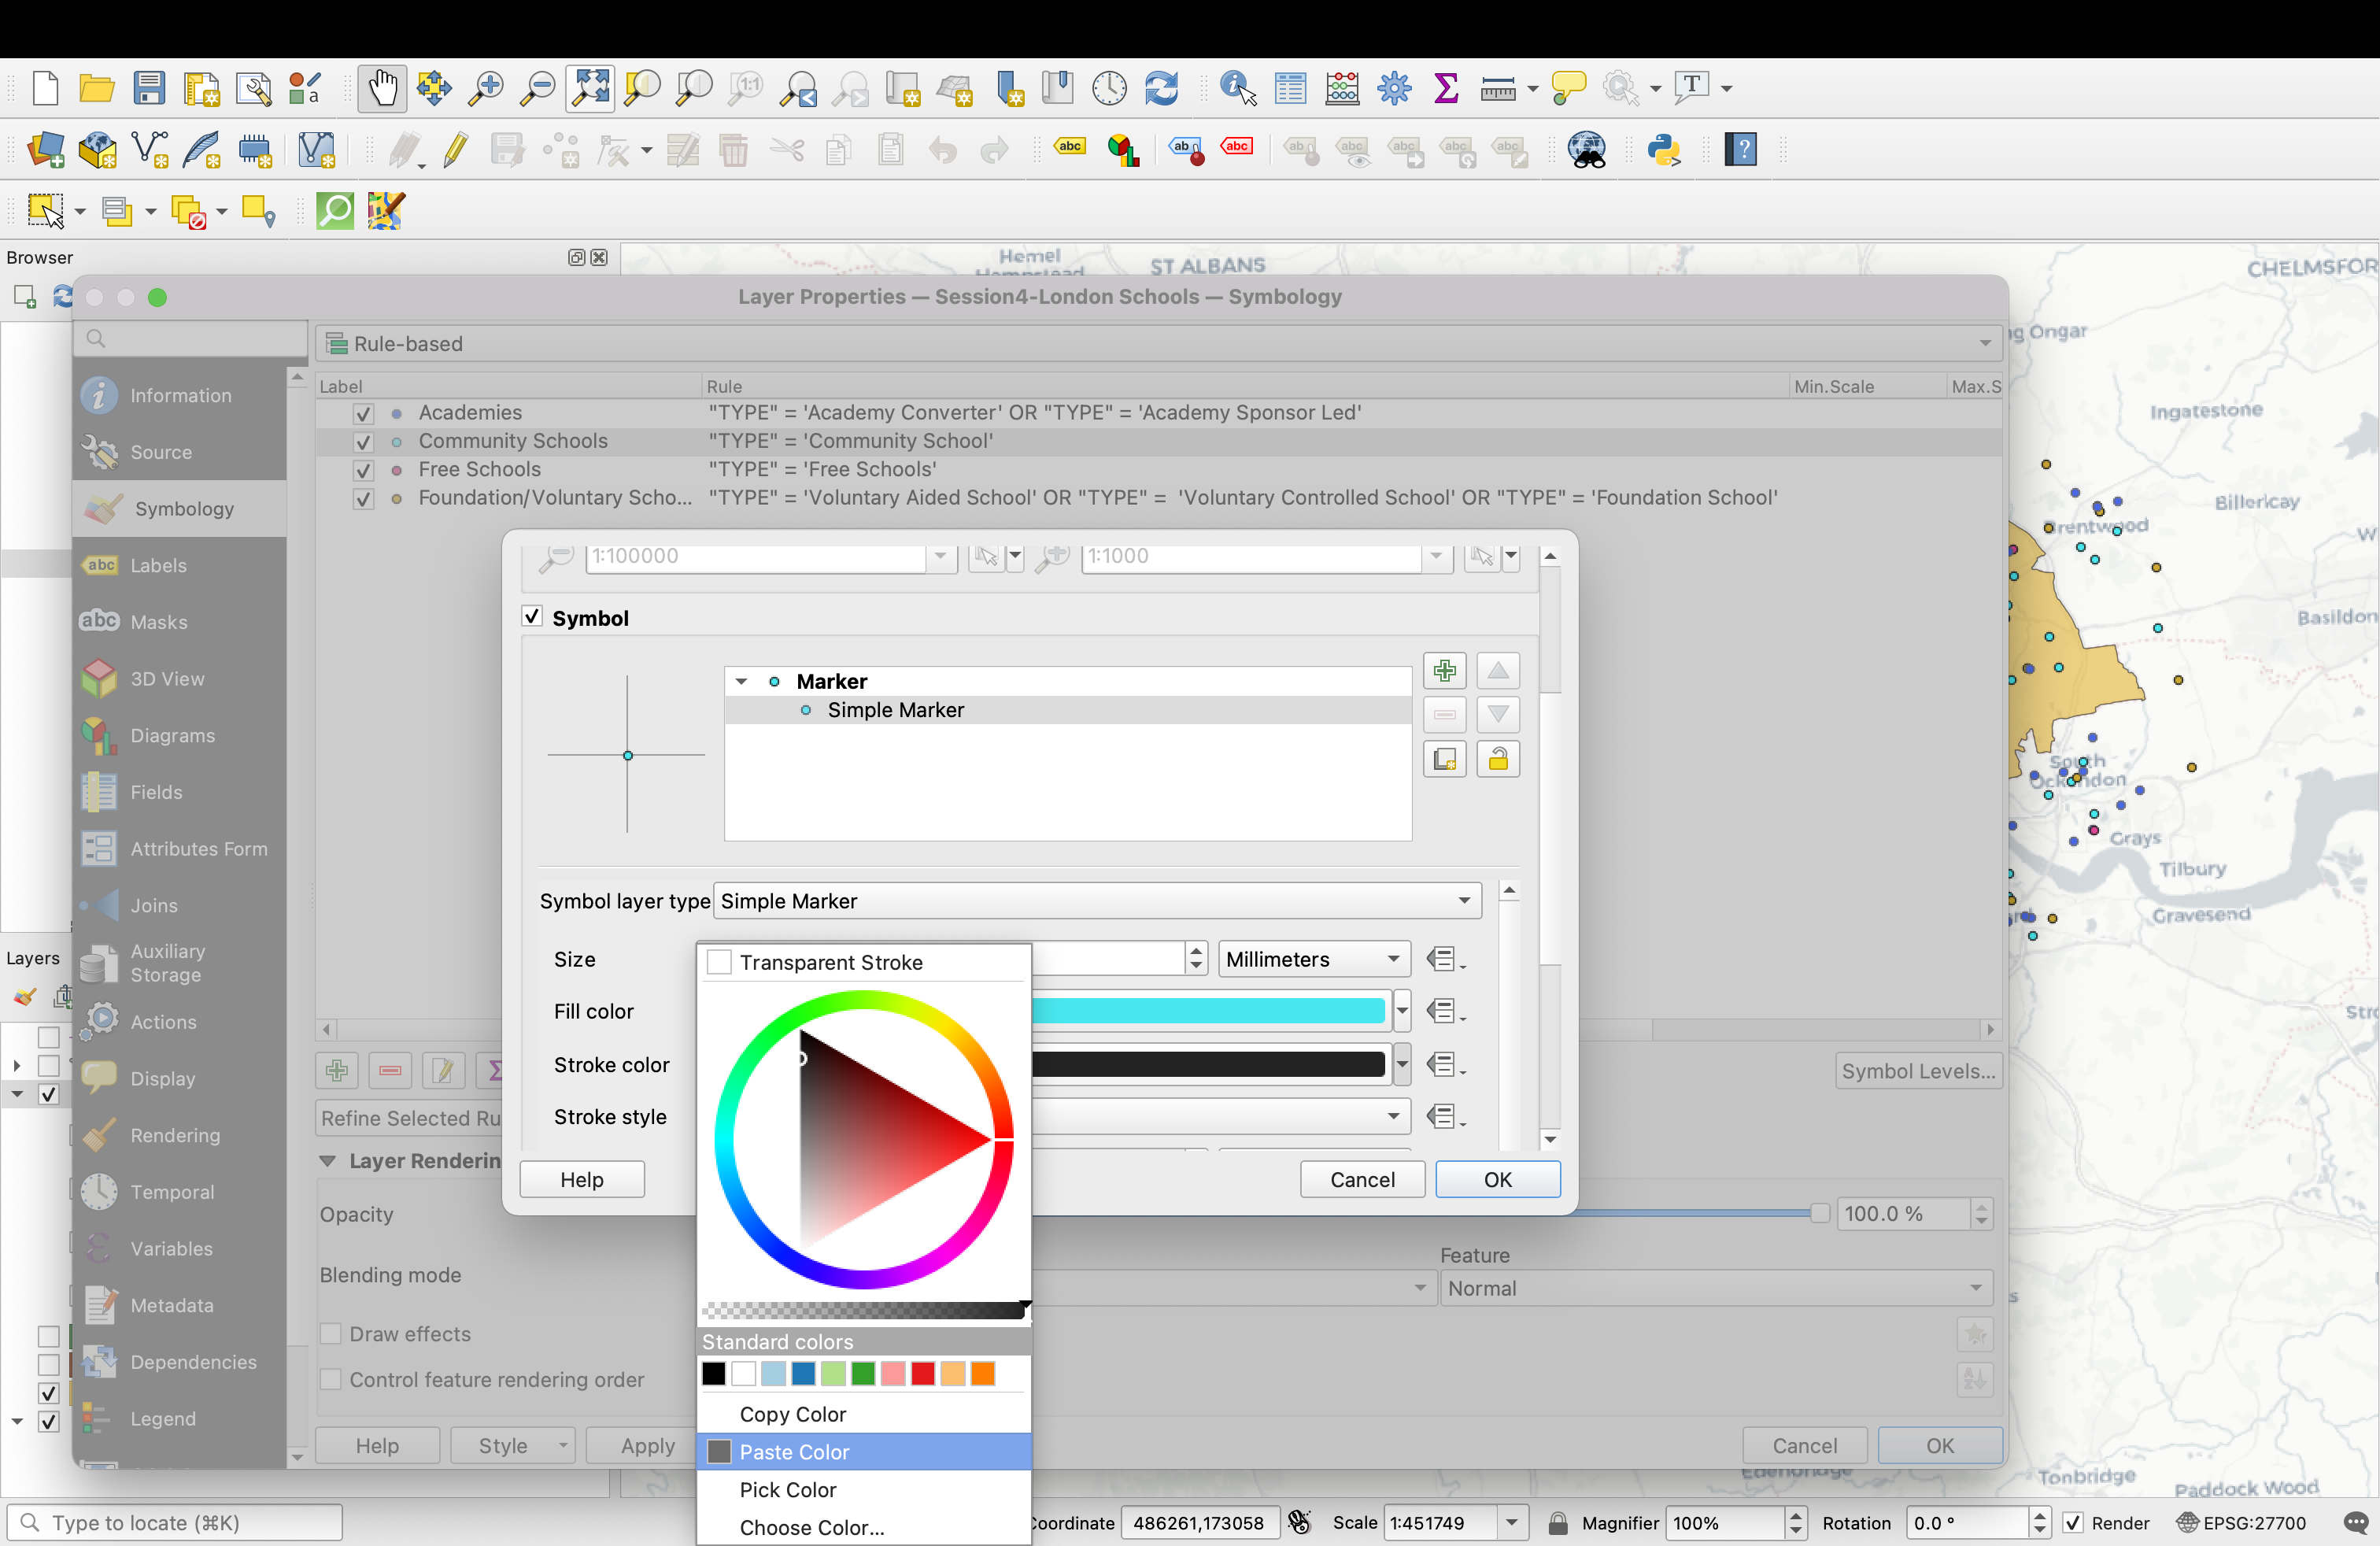 Browser
Hemel
Hempstead
ST ALBANS
CHELMSFOR
Layer Properties — Session4-London Schools — Symbology
Rule-based
Label
Rule
Min.Scale
Max.S
Academies
"TYPE" = 'Academy Converter' OR "TYPE" = 'Academy Sponsor Led'
Community Schools
"TYPE" = 'Community School'
Free Schools
"TYPE" = 'Free Schools'
Foundation/Voluntary Scho...
"TYPE" = 'Voluntary Aided School' OR "TYPE" = 'Voluntary Controlled School' OR "TYPE" = 'Foundation School'
Information
Source
Symbology
Labels
Masks
3D View
Diagrams
Fields
Attributes Form
Joins
Auxiliary
Storage
Actions
Display
Rendering
Temporal
Variables
Metadata
Dependencies
Legend
1:100000
1:1000
Symbol
Marker
Simple Marker
Symbol layer type
Simple Marker
Size
Millimeters
Fill color
Stroke color
Stroke style
Help
Cancel
OK
Transparent Stroke
Standard colors
Copy Color
Paste Color
Pick Color
Choose Color...
Symbol Levels...
Refine Selected Ru
Layer Renderin
Opacity
100.0 %
Feature
Blending mode
Normal
Draw effects
Control feature rendering order
Help
Style
Apply
Cancel
OK
Layers
ng Ongar
Ingatestone
Billericay
Brentwood
Basildon
South
Ockendon
Grays
Tilbury
Gravesend
Stro
Edenbridge
Tonbridge
Paddock Wood
Type to locate (⌘K)
Coordinate
486261,173058
Scale
1:451749
Magnifier
100%
Rotation
0.0 °
Render
EPSG:27700